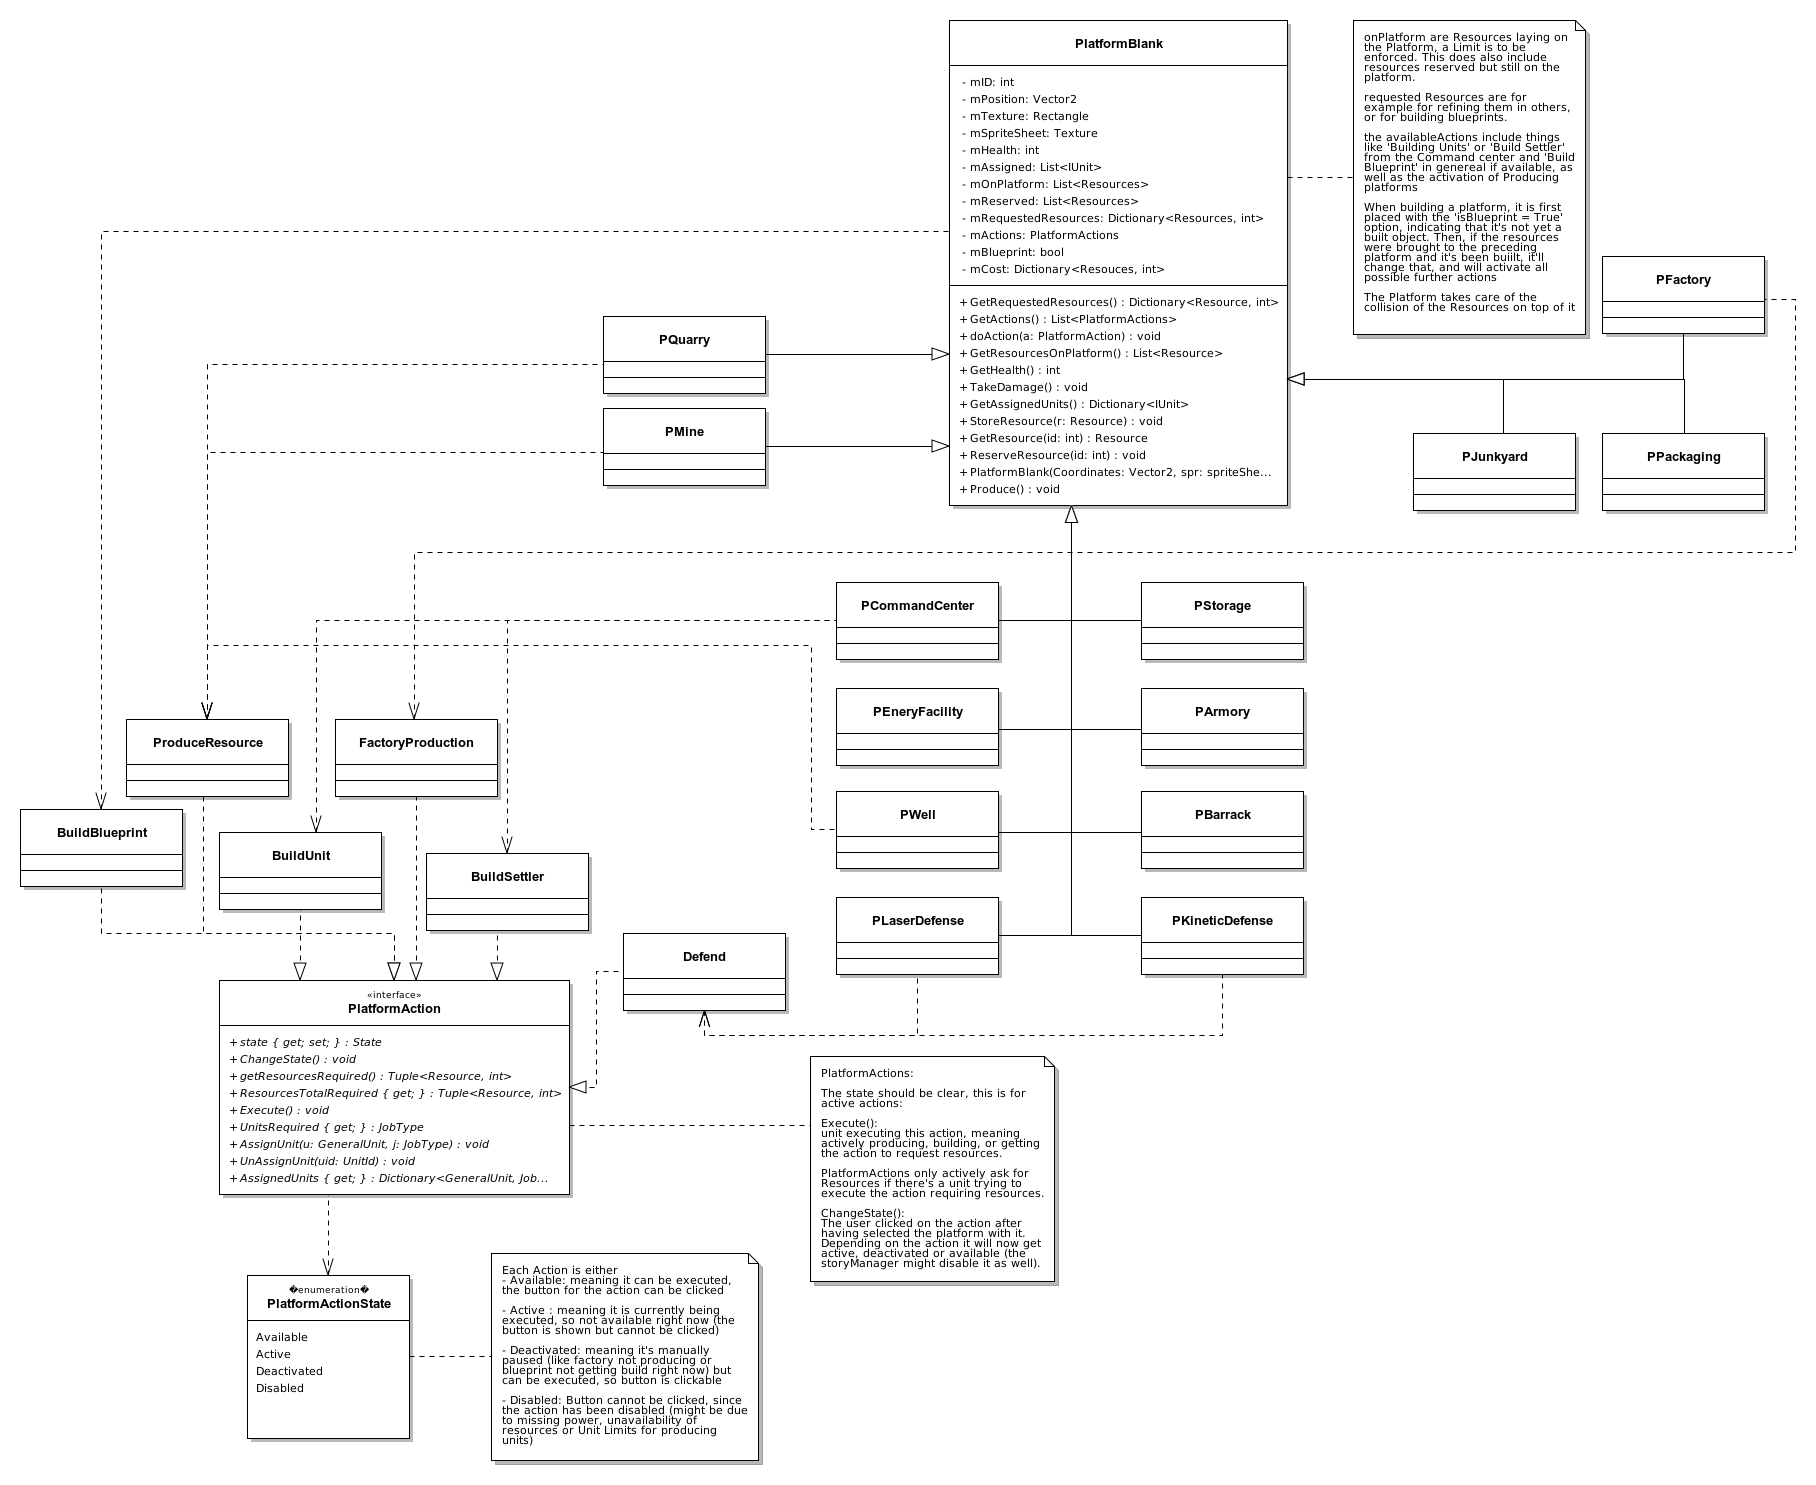 PlatformBlank
- mID: int
- mPosition: Vector2
- mTexture: Rectangle
- mSpriteSheet: Texture
- mHealth: int
- mAssigned: List<IUnit>
- mOnPlatform: List<Resources>
- mReserved: List<Resources>
- mRequestedResources: Dictionary<Resources, int>
- mActions: PlatformActions
- mBlueprint: bool
- mCost: Dictionary<Resouces, int>
+ GetRequestedResources() : Dictionary<Resource, int>
+ GetActions() : List<PlatformActions>
+ doAction(a: PlatformAction) : void
+ GetResourcesOnPlatform() : List<Resource>
+ GetHealth() : int
+ TakeDamage() : void
+ GetAssignedUnits() : Dictionary<IUnit>
+ StoreResource(r: Resource) : void
+ GetResource(id: int) : Resource
+ ReserveResource(id: int) : void
+ PlatformBlank(Coordinates: Vector2, spr: spriteShe...
+ Produce() : void
onPlatform are Resources laying on
the Platform, a Limit is to be
enforced. This does also include
resources reserved but still on the
platform.
requested Resources are for
example for refining them in others,
or for building blueprints.
the availableActions include things
like 'Building Units' or 'Build Settler'
from the Command center and 'Build
Blueprint' in genereal if available, as
well as the activation of Producing
platforms
When building a platform, it is first
placed with the 'isBlueprint = True'
option, indicating that it's not yet a
built object. Then, if the resources
were brought to the preceding
platform and it's been buiilt, it'll
change that, and will activate all
possible further actions
The Platform takes care of the
collision of the Resources on top of it
PFactory
PQuarry
PMine
PJunkyard
PPackaging
PCommandCenter
PStorage
PEneryFacility
PArmory
PWell
PBarrack
PLaserDefense
PKineticDefense
ProduceResource
FactoryProduction
BuildBlueprint
BuildUnit
BuildSettler
Defend
«interface»
PlatformAction
+ state { get; set; } : State
+ ChangeState() : void
+ getResourcesRequired() : Tuple<Resource, int>
+ ResourcesTotalRequired { get; } : Tuple<Resource, int>
+ Execute() : void
+ UnitsRequired { get; } : JobType
+ AssignUnit(u: GeneralUnit, j: JobType) : void
+ UnAssignUnit(uid: UnitId) : void
+ AssignedUnits { get; } : Dictionary<GeneralUnit, Job...
PlatformActions:
The state should be clear, this is for
active actions:
Execute():
unit executing this action, meaning
actively producing, building, or getting
the action to request resources.
PlatformActions only actively ask for
Resources if there's a unit trying to
execute the action requiring resources.
ChangeState():
The user clicked on the action after
having selected the platform with it.
Depending on the action it will now get
active, deactivated or available (the
storyManager might disable it as well).
�enumeration�
PlatformActionState
Available
Active
Deactivated
Disabled
Each Action is either
- Available: meaning it can be executed,
the button for the action can be clicked
- Active : meaning it is currently being
executed, so not available right now (the
button is shown but cannot be clicked)
- Deactivated: meaning it's manually
paused (like factory not producing or
blueprint not getting build right now) but
can be executed, so button is clickable
- Disabled: Button cannot be clicked, since
the action has been disabled (might be due
to missing power, unavailability of
resources or Unit Limits for producing
units)